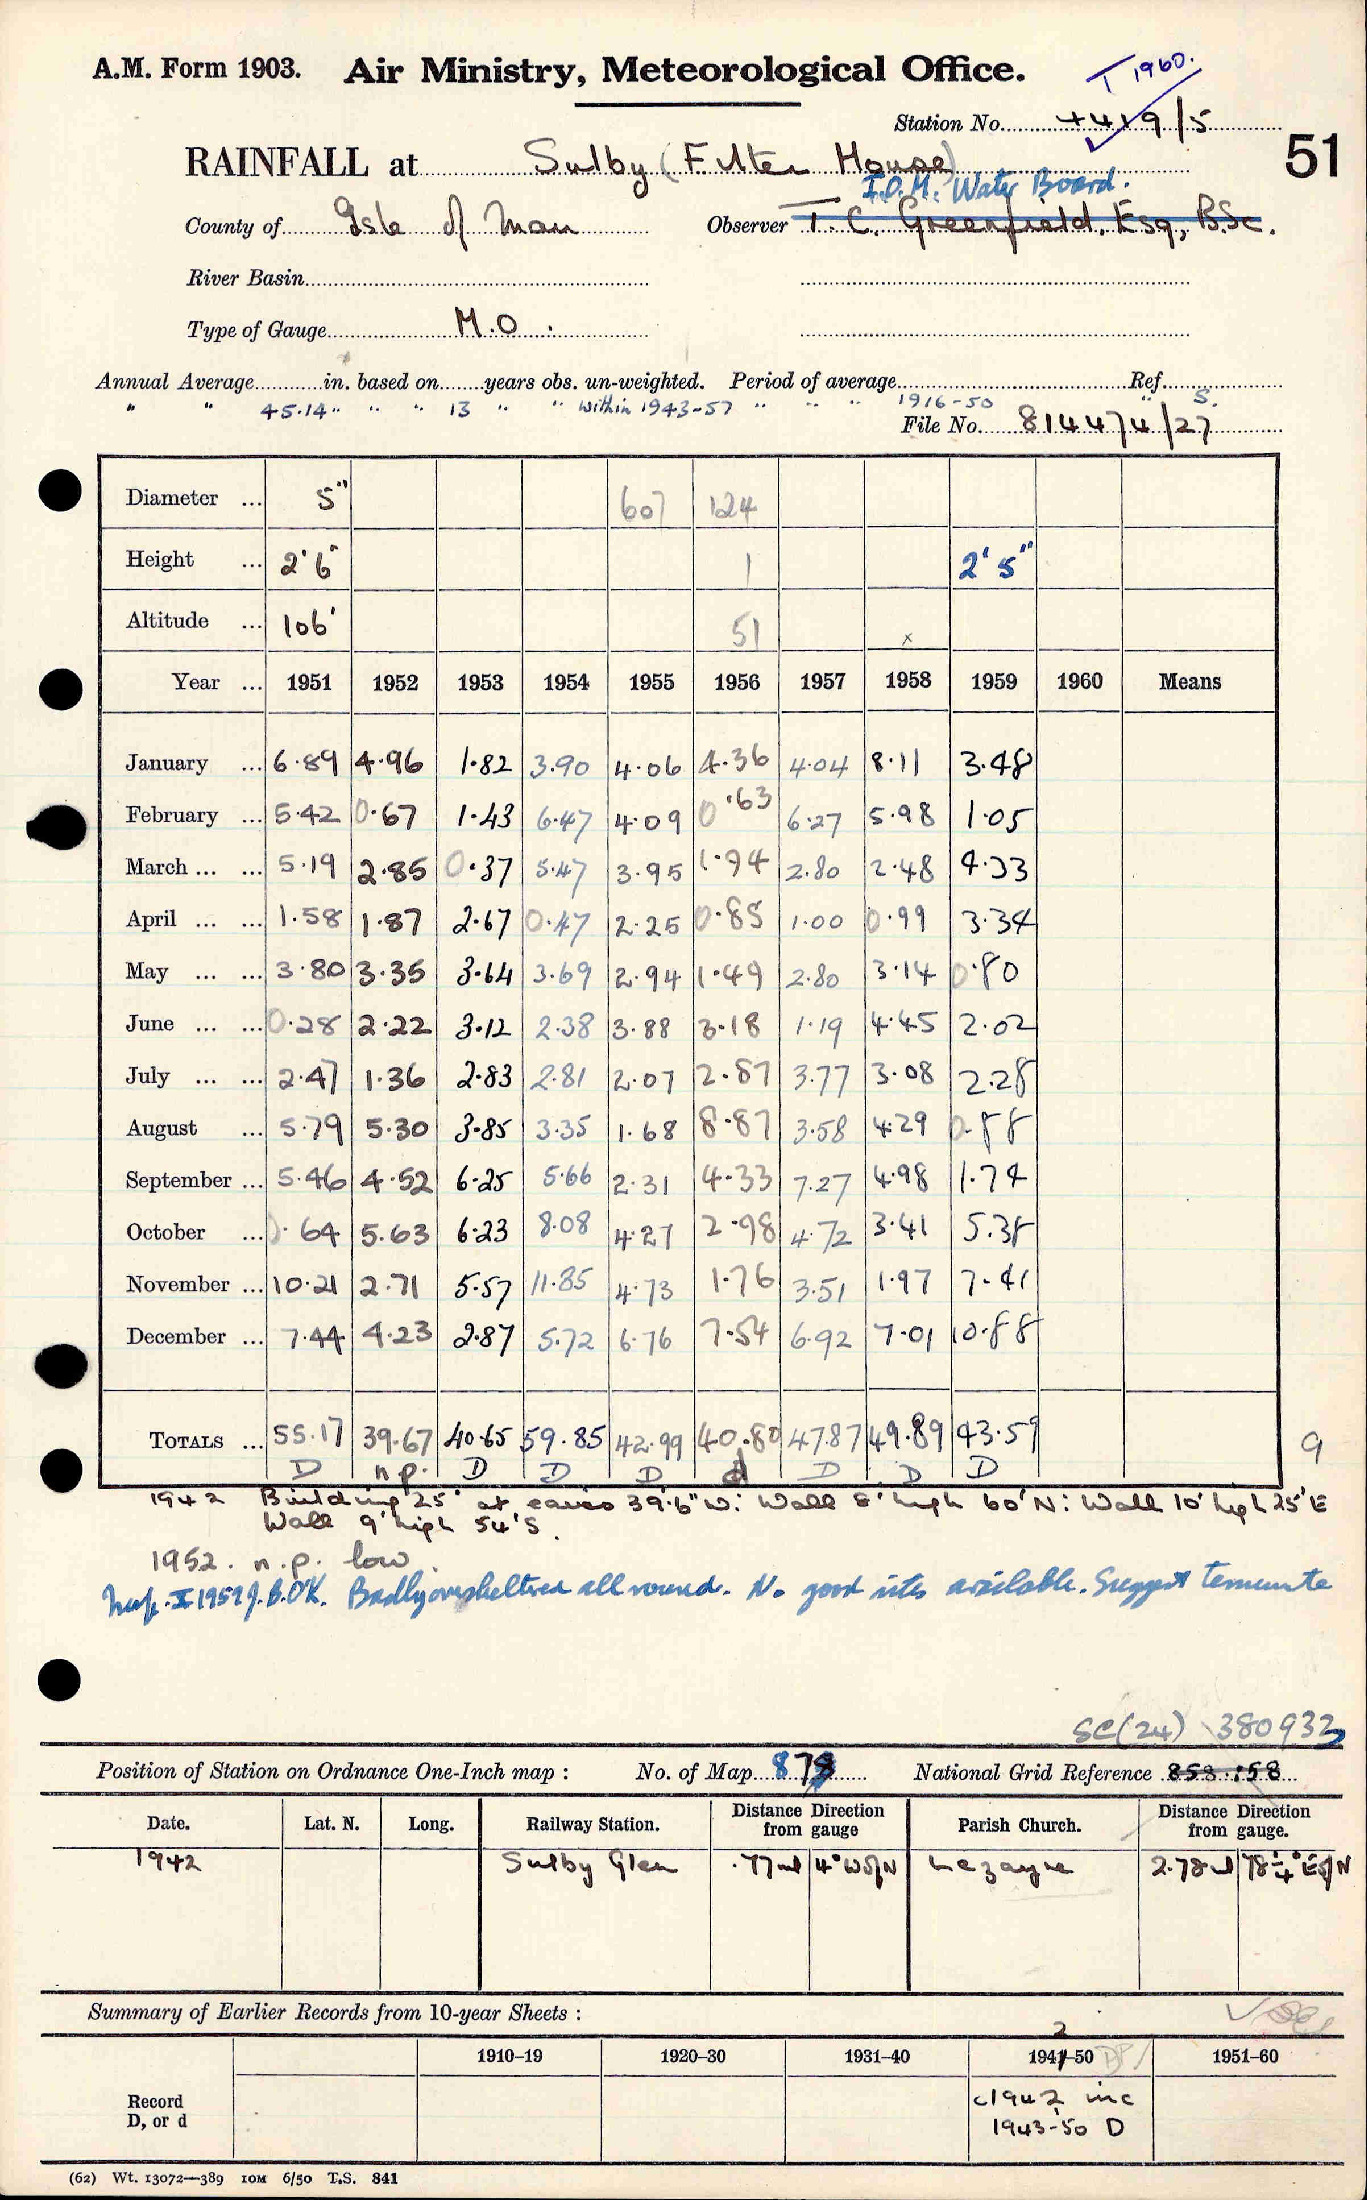 A.M. Form 1903. Air Ministry, Meteorological Office.
T 1960.
Station No. 4419/5
51
RAINFALL at Sulby (Filter House)
I.O.M. Water Board.
County of Isle of Man Observer T. C. Greenfield, Esq., B.Sc.
River Basin
Type of Gauge M.O.
Annual Average in. based on years obs. un-weighted. Period of average Ref.
" " 45.14 " " " 13 " " within 1943-57 " " " 1916-50 " S.
File No. 814474/27
Diameter ... 5" 607 124
Height ... 2' 6" 1 2' 5"
Altitude ... 106' 51 x
Year ... 1951 1952 1953 1954 1955 1956 1957 1958 1959 1960 Means
January ... 6.89 4.96 1.82 3.90 4.06 4.36 4.04 8.11 3.48
February ... 5.42 0.67 1.43 6.47 4.09 0.63 6.27 5.98 1.05
March ... ... 5.19 2.85 0.37 5.47 3.95 1.94 2.80 2.48 4.33
April ... ... 1.58 1.87 2.67 0.47 2.25 0.85 1.00 0.99 3.34
May ... ... 3.80 3.35 3.64 3.69 2.94 1.49 2.80 3.14 0.80
June ... ... 0.28 2.22 3.12 2.38 3.88 3.18 1.19 4.45 2.02
July ... ... 2.47 1.36 2.83 2.81 2.07 2.87 3.77 3.08 2.28
August ... 5.79 5.30 3.85 3.35 1.68 8.87 3.58 4.29 0.88
September ... 5.46 4.52 6.25 5.66 2.31 4.33 7.27 4.98 1.74
October ... 0.64 5.63 6.23 8.08 4.27 2.98 4.72 3.41 5.38
November ... 10.21 2.71 5.57 11.85 4.73 1.76 3.51 1.97 7.41
December ... 7.44 4.23 2.87 5.72 6.76 7.54 6.92 7.01 10.88
TOTALS ... 55.17 39.67 40.65 59.85 42.99 40.80 47.87 49.89 43.59
9
D n.p. D D D d D D D
1942 Building 25' at eaves 39'6" W: Wall 8' high 60' N: Wall 10' high 25' E
Wall 9' high 54' S.
1952. n.p. low.
Insp. X 1959 J.B.O'K. Badly oversheltered all round. No good sites available. Suggest terminate
SC(24) 380932
Position of Station on Ordnance One-Inch map : No. of Map 87 National Grid Reference 858 : 58
Date. Lat. N. Long. Railway Station. Distance Direction from gauge Parish Church. Distance Direction from gauge.
1942 Sulby Glen .77 ml 4° W of N Lezayre 2.78 ml 78¼° E of N
Summary of Earlier Records from 10-year Sheets :
2
1910–19 1920–30 1931–40 1941–50 1951–60
Record
D, or d
c1942 inc
1943-50 D
(62) Wt. 13072—389 10M 6/50 T.S. 841